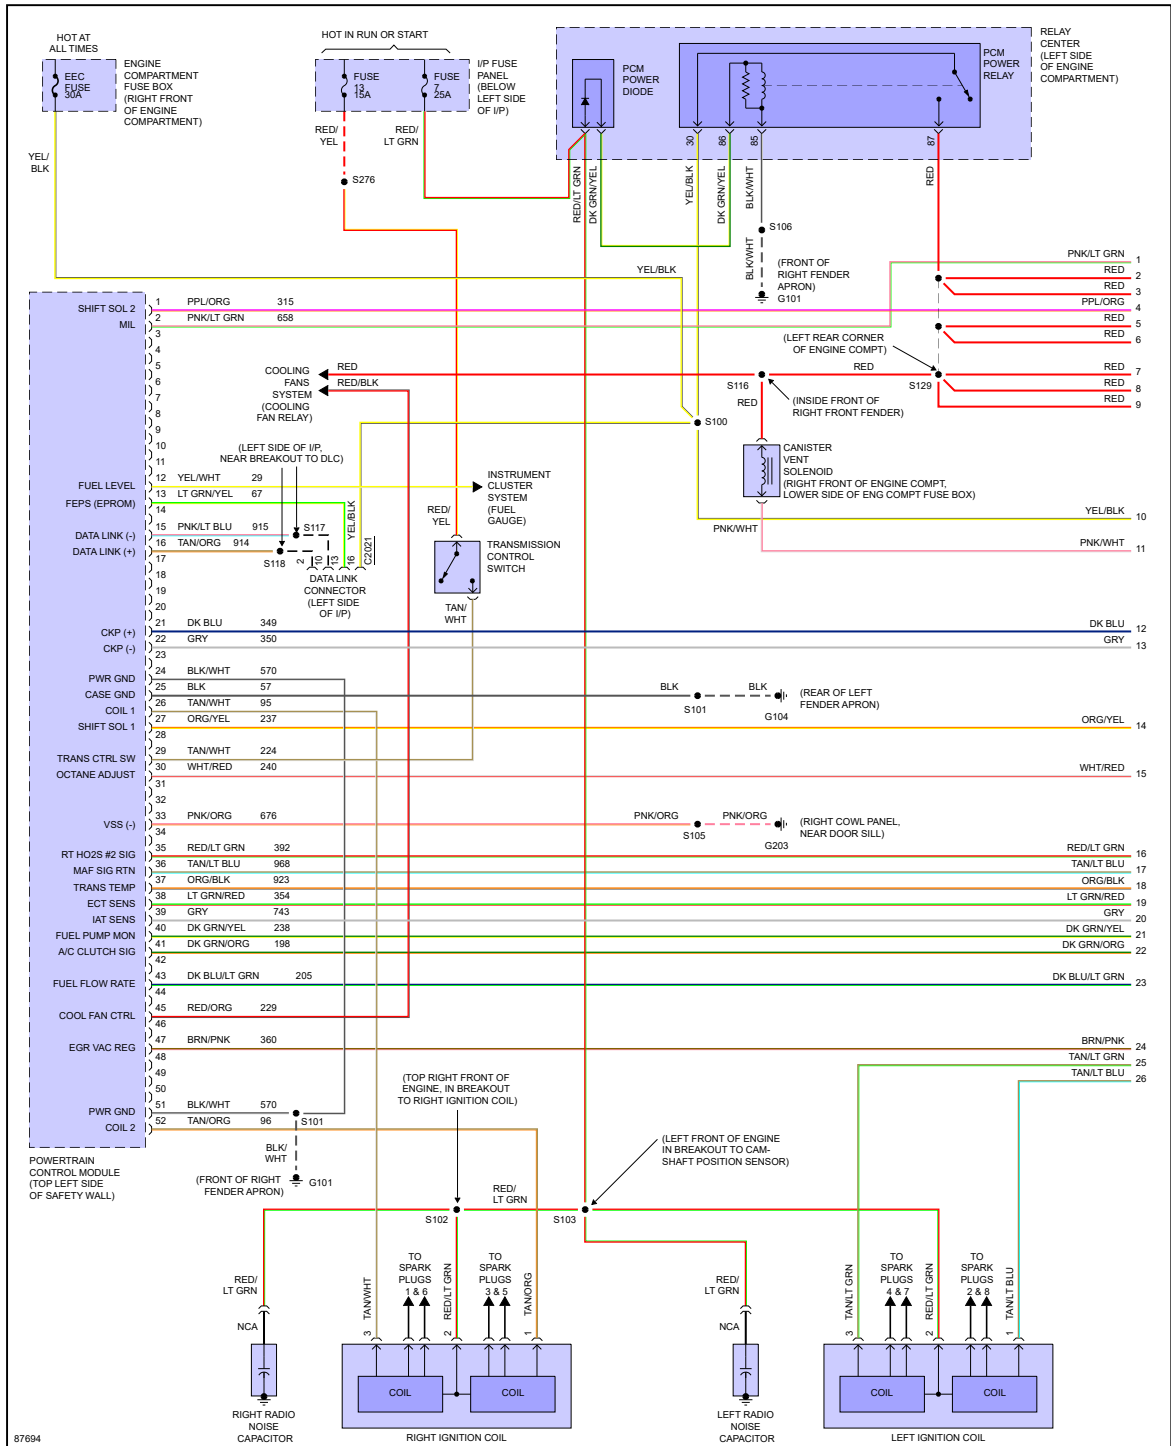 HOT AT
ALL TIMES
EEC
FUSE
30A
ENGINE
COMPARTMENT
FUSE BOX
(RIGHT FRONT
OF ENGINE
COMPARTMENT)
HOT IN RUN OR START
FUSE
13
15A
FUSE
7
25A
I/P FUSE
PANEL
(BELOW
LEFT SIDE
OF I/P)
PCM
POWER
DIODE
PCM
POWER
RELAY
RELAY
CENTER
(LEFT SIDE
OF ENGINE
COMPARTMENT)
YEL/
BLK
RED/
YEL
RED/
LT GRN
S276
RED/LT GRN
DK GRN/YEL
30
YEL/BLK
86
DK GRN/YEL
85
BLK/WHT
87
RED
S106
BLK/WHT
(FRONT OF
RIGHT FENDER
APRON)
G101
YEL/BLK
PNK/LT GRN 1
RED 2
RED 3
PPL/ORG 4
RED 5
RED 6
RED 7
RED 8
RED 9
(LEFT REAR CORNER
OF ENGINE COMPT)
RED
S116
S129
RED
(INSIDE FRONT OF
RIGHT FRONT FENDER)
COOLING
FANS
SYSTEM
(COOLING
FAN RELAY)
RED
RED/BLK
S100
CANISTER
VENT
SOLENOID
(RIGHT FRONT OF ENGINE COMPT,
LOWER SIDE OF ENG COMPT FUSE BOX)
PNK/WHT
YEL/BLK 10
PNK/WHT 11
(LEFT SIDE OF I/P,
NEAR BREAKOUT TO DLC)
INSTRUMENT
CLUSTER
SYSTEM
(FUEL
GAUGE)
RED/
YEL
TRANSMISSION
CONTROL
SWITCH
TAN/
WHT
S117
S118
YEL/BLK
C2021
2
10
13
16
DATA LINK
CONNECTOR
(LEFT SIDE
OF I/P)
SHIFT SOL 2 1 PPL/ORG 315
MIL 2 PNK/LT GRN 658
3
4
5
6
7
8
9
10
11
FUEL LEVEL 12 YEL/WHT 29
FEPS (EPROM) 13 LT GRN/YEL 67
14
DATA LINK (-) 15 PNK/LT BLU 915
DATA LINK (+) 16 TAN/ORG 914
17
18
19
20
CKP (+) 21 DK BLU 349 DK BLU 12
CKP (-) 22 GRY 350 GRY 13
23
PWR GND 24 BLK/WHT 570
CASE GND 25 BLK 57 BLK S101 BLK G104 (REAR OF LEFT
FENDER APRON)
COIL 1 26 TAN/WHT 95
SHIFT SOL 1 27 ORG/YEL 237 ORG/YEL 14
28
TRANS CTRL SW 29 TAN/WHT 224
OCTANE ADJUST 30 WHT/RED 240 WHT/RED 15
31
32
VSS (-) 33 PNK/ORG 676 PNK/ORG S105 PNK/ORG G203 (RIGHT COWL PANEL,
NEAR DOOR SILL)
34
RT HO2S #2 SIG 35 RED/LT GRN 392 RED/LT GRN 16
MAF SIG RTN 36 TAN/LT BLU 968 TAN/LT BLU 17
TRANS TEMP 37 ORG/BLK 923 ORG/BLK 18
ECT SENS 38 LT GRN/RED 354 LT GRN/RED 19
IAT SENS 39 GRY 743 GRY 20
FUEL PUMP MON 40 DK GRN/YEL 238 DK GRN/YEL 21
A/C CLUTCH SIG 41 DK GRN/ORG 198 DK GRN/ORG 22
42
FUEL FLOW RATE 43 DK BLU/LT GRN 205 DK BLU/LT GRN 23
44
COOL FAN CTRL 45 RED/ORG 229
46
EGR VAC REG 47 BRN/PNK 360 BRN/PNK 24
TAN/LT GRN 25
TAN/LT BLU 26
48
49
50
PWR GND 51 BLK/WHT 570
COIL 2 52 TAN/ORG 96
S101
BLK/
WHT
(FRONT OF RIGHT
FENDER APRON)
G101
POWERTRAIN
CONTROL MODULE
(TOP LEFT SIDE
OF SAFETY WALL)
(TOP RIGHT FRONT OF
ENGINE, IN BREAKOUT
TO RIGHT IGNITION COIL)
(LEFT FRONT OF ENGINE
IN BREAKOUT TO CAM-
SHAFT POSITION SENSOR)
RED/
LT GRN
S102
S103
RED/
LT GRN
NCA
RIGHT RADIO
NOISE
CAPACITOR
TAN/WHT
3
TO
SPARK
PLUGS
1 & 6
RED/LT GRN
2
TO
SPARK
PLUGS
3 & 5
TAN/ORG
1
COIL
COIL
RIGHT IGNITION COIL
RED/
LT GRN
NCA
LEFT RADIO
NOISE
CAPACITOR
TAN/LT GRN
3
TO
SPARK
PLUGS
4 & 7
RED/LT GRN
2
TO
SPARK
PLUGS
2 & 8
TAN/LT BLU
1
COIL
COIL
LEFT IGNITION COIL
87694